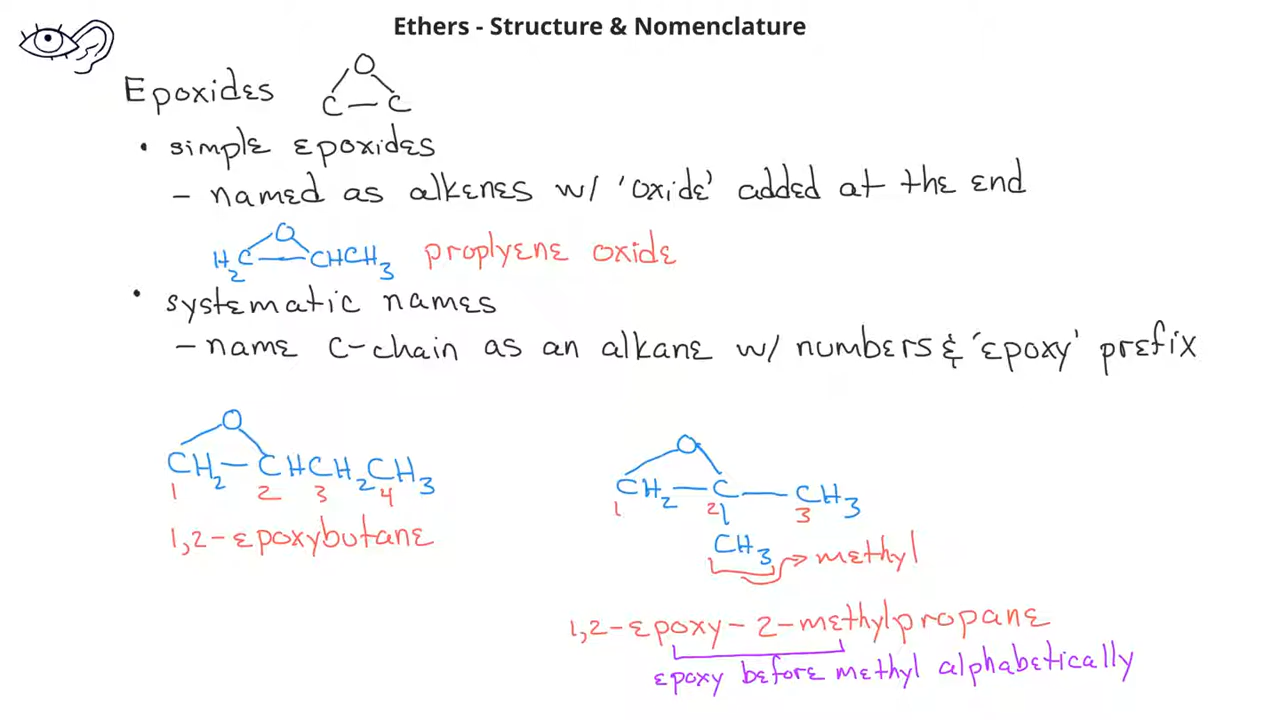 Ethers - Structure & Nomenclature
Epoxides
O
C — C
• simple epoxides
- named as alkenes w/ 'oxide' added at the end
O
H2C — CHCH3 proplyene oxide
• systematic names
- name C-chain as an alkane w/ numbers & 'epoxy' prefix
O
CH2 — CHCH2CH3
1 2 3 4
1,2-epoxybutane
O
CH2 — C — CH3
1 2 3
CH3 → methyl
1,2-epoxy-2-methylpropane
epoxy before methyl alphabetically